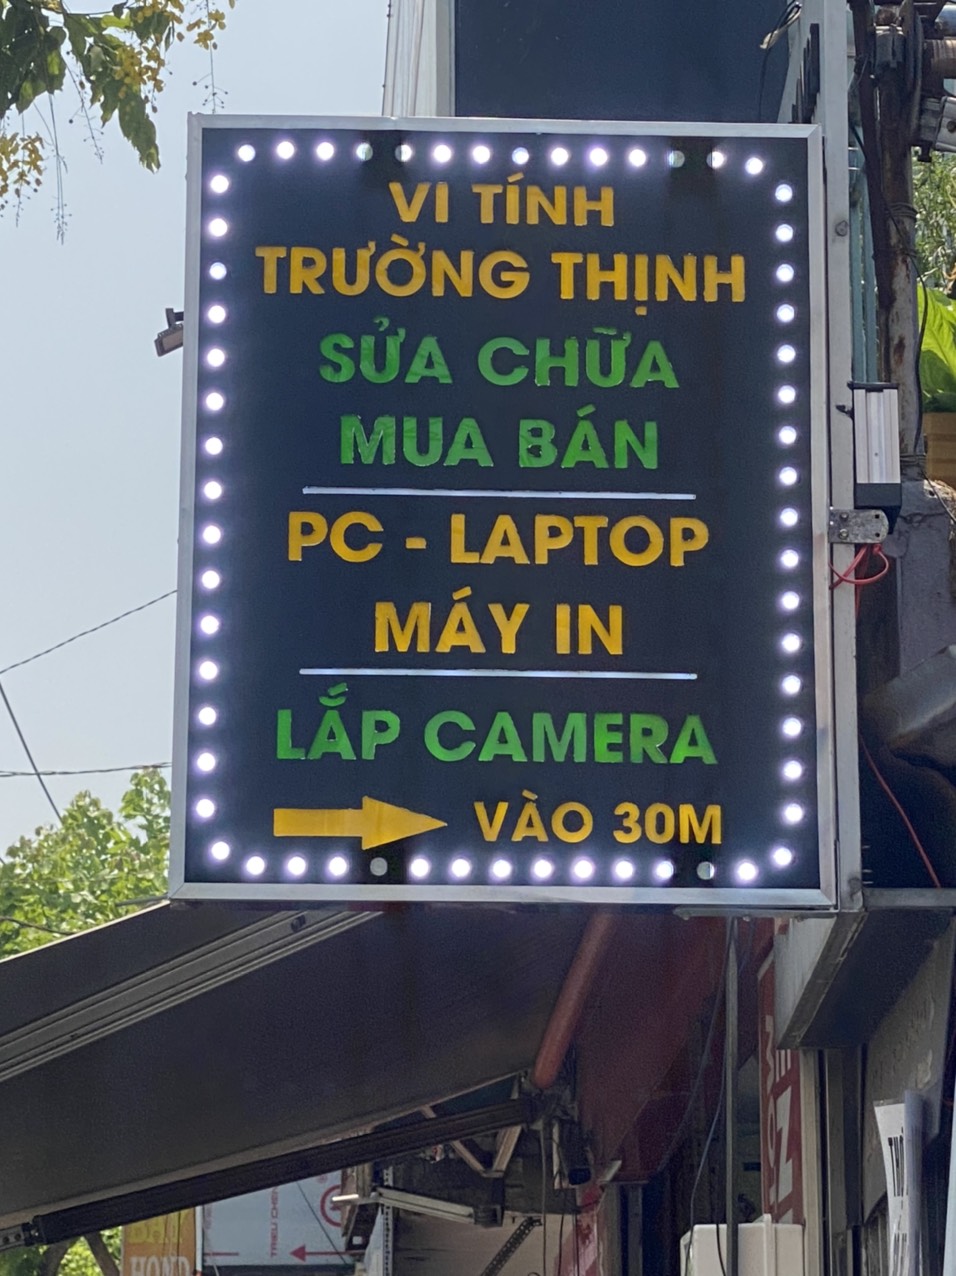 VI TÍNH
TRƯỜNG THỊNH
SỬA CHỮA
MUA BÁN
PC - LAPTOP
MÁY IN
LẮP CAMERA
VÀO 30M